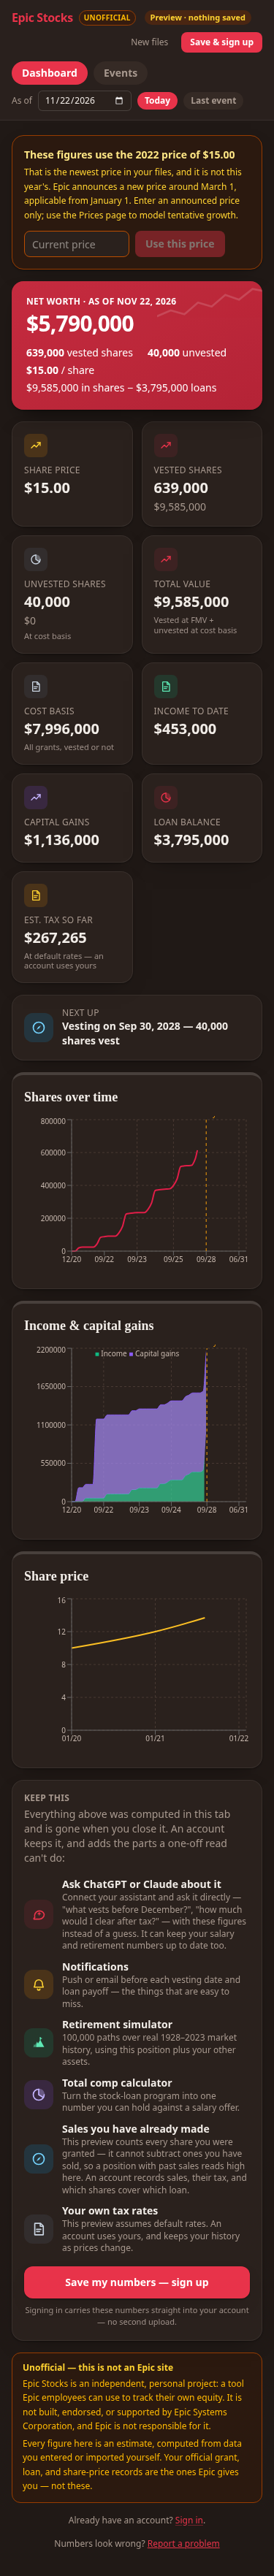 Epic Stocks UNOFFICIAL Preview · nothing saved
New files Save & sign up
Dashboard Events
As of 11/22/2026 Today Last event
These figures use the 2022 price of $15.00
That is the newest price in your files, and it is not this
year's. Epic announces a new price around March 1,
applicable from January 1. Enter an announced price
only; use the Prices page to model tentative growth.
Current price Use this price
NET WORTH · AS OF NOV 22, 2026
$5,790,000
639,000 vested shares 40,000 unvested
$15.00 / share
$9,585,000 in shares − $3,795,000 loans
SHARE PRICE
$15.00
VESTED SHARES
639,000
$9,585,000
UNVESTED SHARES
40,000
$0
At cost basis
TOTAL VALUE
$9,585,000
Vested at FMV +
unvested at cost basis
COST BASIS
$7,996,000
All grants, vested or not
INCOME TO DATE
$453,000
CAPITAL GAINS
$1,136,000
LOAN BALANCE
$3,795,000
EST. TAX SO FAR
$267,265
At default rates — an
account uses yours
NEXT UP
Vesting on Sep 30, 2028 — 40,000
shares vest
Shares over time
800000
600000
400000
200000
0
12/20 09/22 09/23 09/25 09/28 06/31
Income & capital gains
Income Capital gains
2200000
1650000
1100000
550000
0
12/20 09/22 09/23 09/24 09/28 06/31
Share price
16
12
8
4
0
01/20 01/21 01/22
KEEP THIS
Everything above was computed in this tab
and is gone when you close it. An account
keeps it, and adds the parts a one-off read
can't do:
Ask ChatGPT or Claude about it
Connect your assistant and ask it directly —
"what vests before December?", "how much
would I clear after tax?" — with these figures
instead of a guess. It can keep your salary
and retirement numbers up to date too.
Notifications
Push or email before each vesting date and
loan payoff — the things that are easy to
miss.
Retirement simulator
100,000 paths over real 1928–2023 market
history, using this position plus your other
assets.
Total comp calculator
Turn the stock-loan program into one
number you can hold against a salary offer.
Sales you have already made
This preview counts every share you were
granted — it cannot subtract ones you have
sold, so a position with past sales reads high
here. An account records sales, their tax, and
which shares cover which loan.
Your own tax rates
This preview assumes default rates. An
account uses yours, and keeps your history
as prices change.
Save my numbers — sign up
Signing in carries these numbers straight into your account
— no second upload.
Unofficial — this is not an Epic site
Epic Stocks is an independent, personal project: a tool
Epic employees can use to track their own equity. It is
not built, endorsed, or supported by Epic Systems
Corporation, and Epic is not responsible for it.
Every figure here is an estimate, computed from data
you entered or imported yourself. Your official grant,
loan, and share-price records are the ones Epic gives
you — not these.
Already have an account? Sign in.
Numbers look wrong? Report a problem